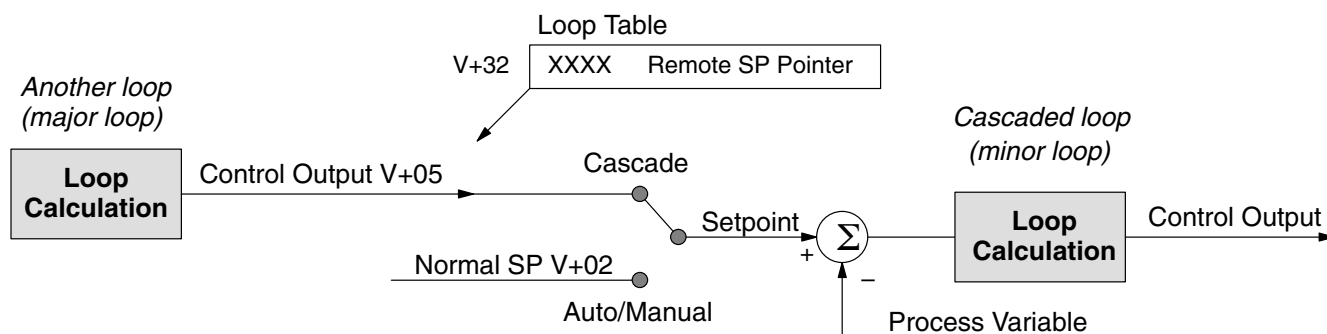 Loop Table
V+32 XXXX Remote SP Pointer
Another loop
(major loop)
Loop
Calculation
Control Output V+05
Cascade
Normal SP V+02
Auto/Manual
Setpoint
+
Σ
−
Process Variable
Cascaded loop
(minor loop)
Loop
Calculation
Control Output